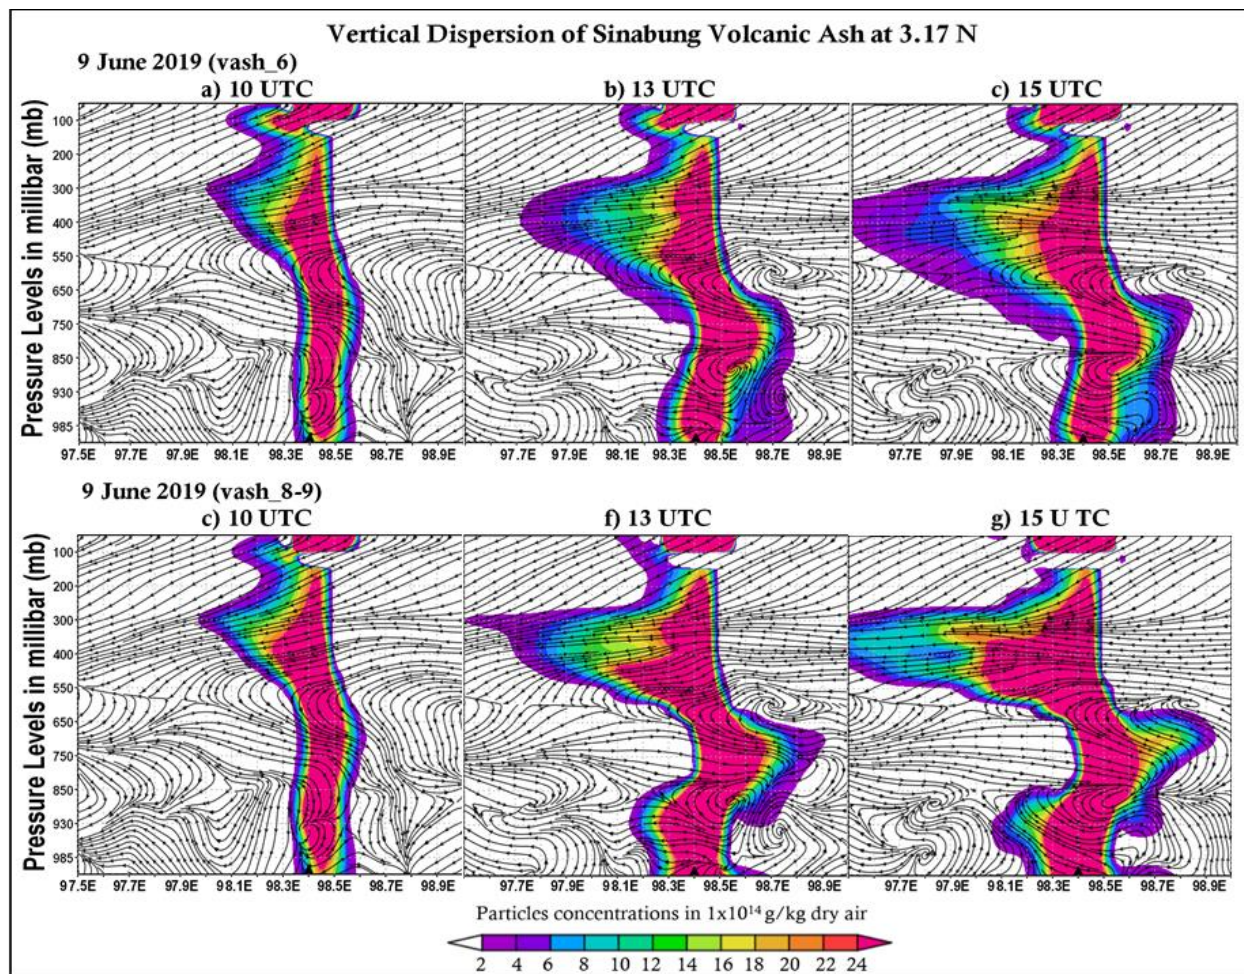 Vertical Dispersion of Sinabung Volcanic Ash at 3.17 N
9 June 2019 (vash_6)
a) 10 UTC b) 13 UTC c) 15 UTC
Pressure Levels in millibar (mb)
100
200
300
400
550
650
750
850
930
985
97.5E 97.7E 97.9E 98.1E 98.3E 98.5E 98.7E 98.9E
97.5E 97.7E 97.9E 98.1E 98.3E 98.5E 98.7E 98.9E
97.5E 97.7E 97.9E 98.1E 98.3E 98.5E 98.7E 98.9E
9 June 2019 (vash_8-9)
c) 10 UTC f) 13 UTC g) 15 U TC
Pressure Levels in millibar (mb)
100
200
300
400
550
650
750
850
930
985
97.5E 97.7E 97.9E 98.1E 98.3E 98.5E 98.7E 98.9E
97.5E 97.7E 97.9E 98.1E 98.3E 98.5E 98.7E 98.9E
97.5E 97.7E 97.9E 98.1E 98.3E 98.5E 98.7E 98.9E
Particles concentrations in 1x10¹⁴ g/kg dry air
2 4 6 8 10 12 14 16 18 20 22 24